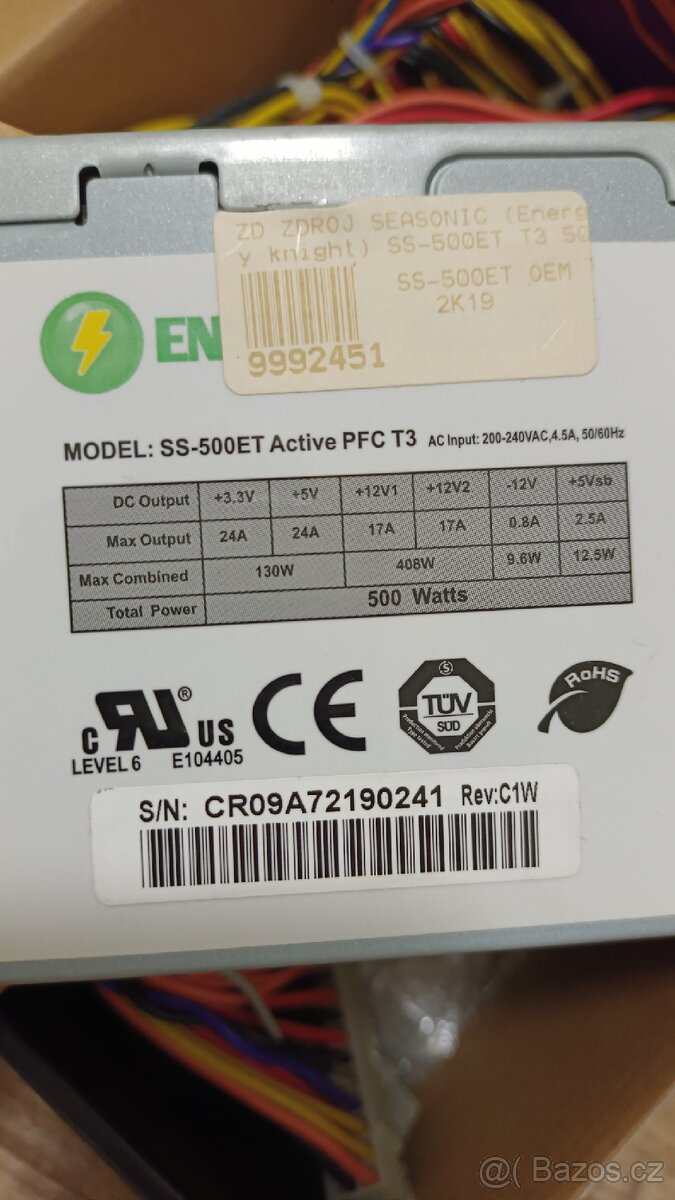 ZD ZDROJ SEASONIC (Energ
y knight) SS-500ET T3 50
SS-500ET OEM
2K19
9992451
EN
MODEL: SS-500ET Active PFC T3 AC Input: 200-240VAC,4.5A, 50/60Hz
DC Output +3.3V +5V +12V1 +12V2 -12V +5Vsb
Max Output 24A 24A 17A 17A 0.8A 2.5A
Max Combined 130W 408W 9.6W 12.5W
Total Power 500 Watts
C US ®
LEVEL 6 E104405
CE
S
TÜV
SÜD
RoHS
S/N: CR09A72190241 Rev:C1W
@( Bazos.cz